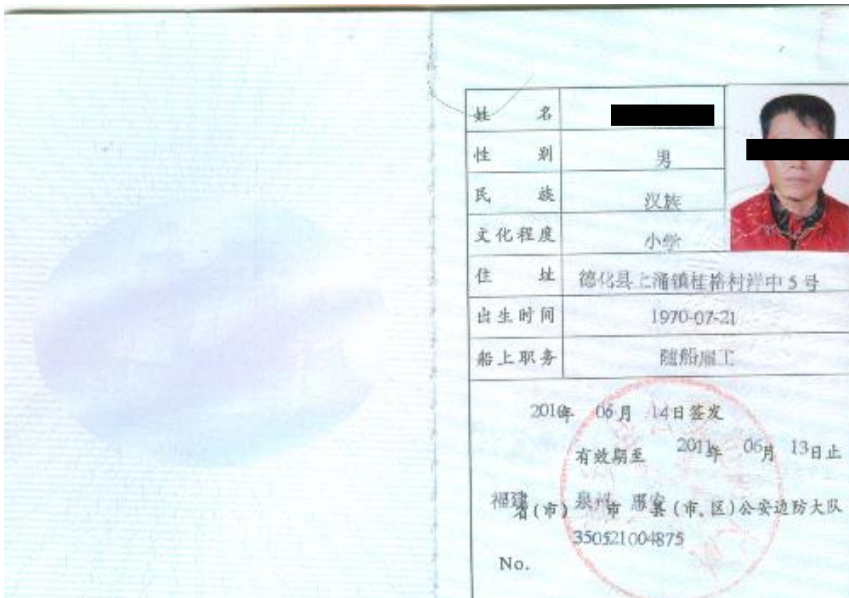 姓 名
性 别 男
民 族 汉族
文化程度 小学
住 址 德化县上涌镇桂格村洋中5号
出生时间 1970-07-21
船上职务 随船雇工
2010年 06月 14日签发
有效期至 2011年 06月 13日止
福建省(市) 泉州市 惠安县(市、区)公安边防大队
350521004875
No.